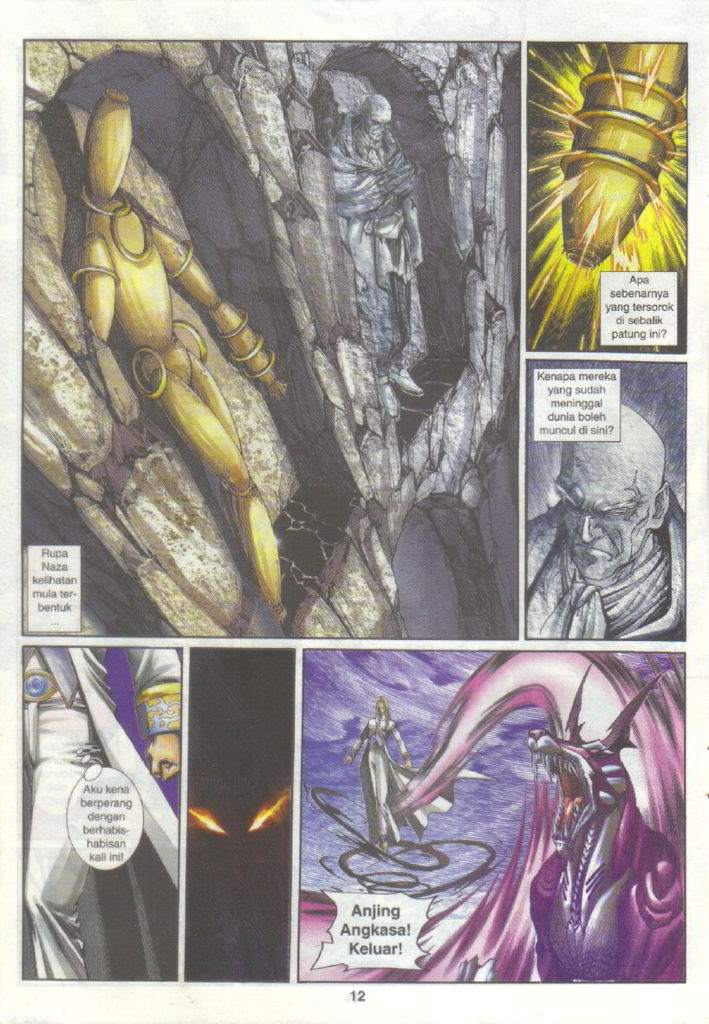 Rupa
Naza
kelihatan
mula ter-
bentuk
...
Apa
sebenarnya
yang tersorok
di sebalik
patung ini?
Kenapa mereka
yang sudah
meninggal
dunia boleh
muncul di sini?
Aku kena
berperang
dengan
berhabis-
habisan
kali ini!
Anjing
Angkasa!
Keluar!
12